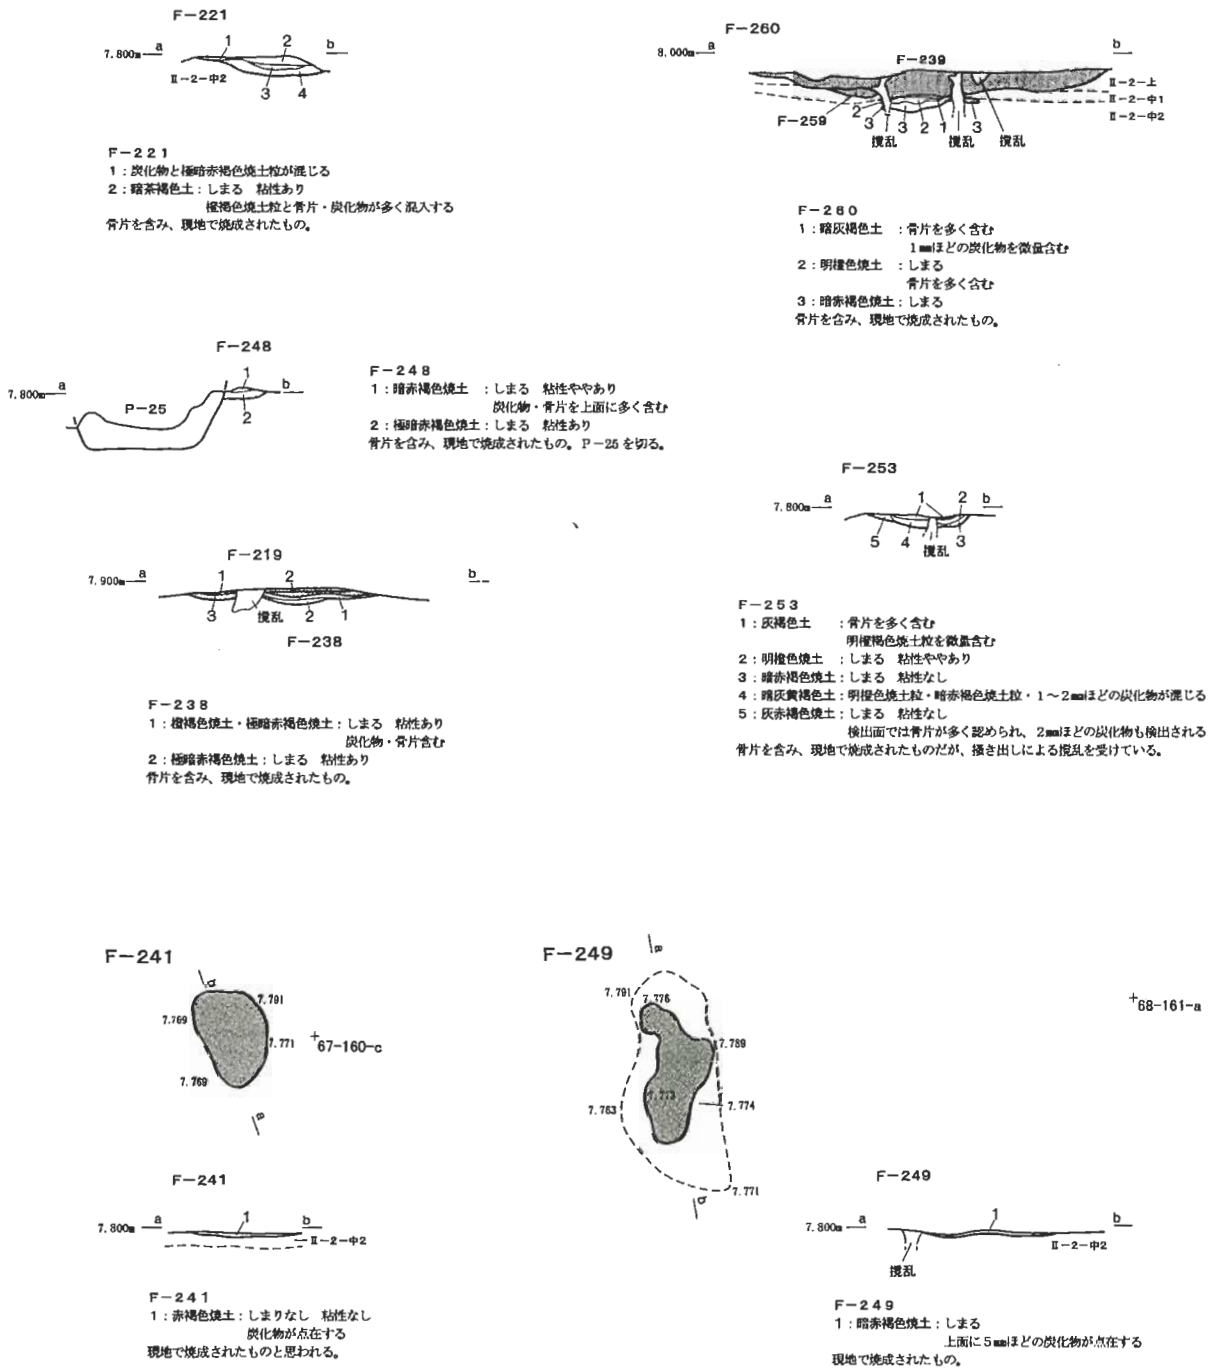 F-221
7.800m a b
1 2
Ⅱ-2-中2
3 4
F-221
1：炭化物と極暗赤褐色焼土粒が混じる
2：暗茶褐色土：しまる 粘性あり
橙褐色焼土粒と骨片・炭化物が多く混入する
骨片を含み、現地で焼成されたもの。
F-260
8.000m a b
F-239
Ⅱ-2-上
Ⅱ-2-中1
Ⅱ-2-中2
F-259
2 3 3 2 1 3
撹乱 撹乱 撹乱
F-260
1：暗灰褐色土 ：骨片を多く含む
1㎜ほどの炭化物を微量含む
2：明橙色焼土 ：しまる
骨片を多く含む
3：暗赤褐色焼土：しまる
骨片を含み、現地で焼成されたもの。
F-248
7.800m a b
1
P-25
2
F-248
1：暗赤褐色焼土 ：しまる 粘性ややあり
炭化物・骨片を上面に多く含む
2：極暗赤褐色焼土：しまる 粘性あり
骨片を含み、現地で焼成されたもの。P-25を切る。
F-253
7.800m a b
1 2
5 4 3
撹乱
F-253
1：灰褐色土 ：骨片を多く含む
明橙褐色焼土粒を微量含む
2：明橙色焼土 ：しまる 粘性ややあり
3：暗赤褐色焼土：しまる 粘性なし
4：暗灰黄褐色土：明橙色焼土粒・暗赤褐色焼土粒・1～2㎜ほどの炭化物が混じる
5：灰赤褐焼土：しまる 粘性なし
検出面では骨片が多く認められ、2㎜ほどの炭化物も検出される
骨片を含み、現地で焼成されたものだが、掻き出しによる撹乱を受けている。
F-219
7.900m a b
1 2
3 撹乱 2 1
F-238
F-238
1：橙褐色焼土・極暗赤褐色焼土：しまる 粘性あり
炭化物・骨片含む
2：極暗赤褐色焼土：しまる 粘性あり
骨片を含み、現地で焼成されたもの。
F-241
b
7.791
7.769
7.771
67-160-c
7.769
a
F-241
7.800m a b
1
Ⅱ-2-中2
F-241
1：赤褐色焼土：しまりなし 粘性なし
炭化物が点在する
現地で焼成されたものと思われる。
F-249
a
7.791
7.776
7.789
7.773
7.763
7.774
7.771
b
68-161-a
F-249
7.800m a b
1
Ⅱ-2-中2
撹乱
F-249
1：暗赤褐色焼土：しまる
上面に5㎜ほどの炭化物が点在する
現地で焼成されたもの。